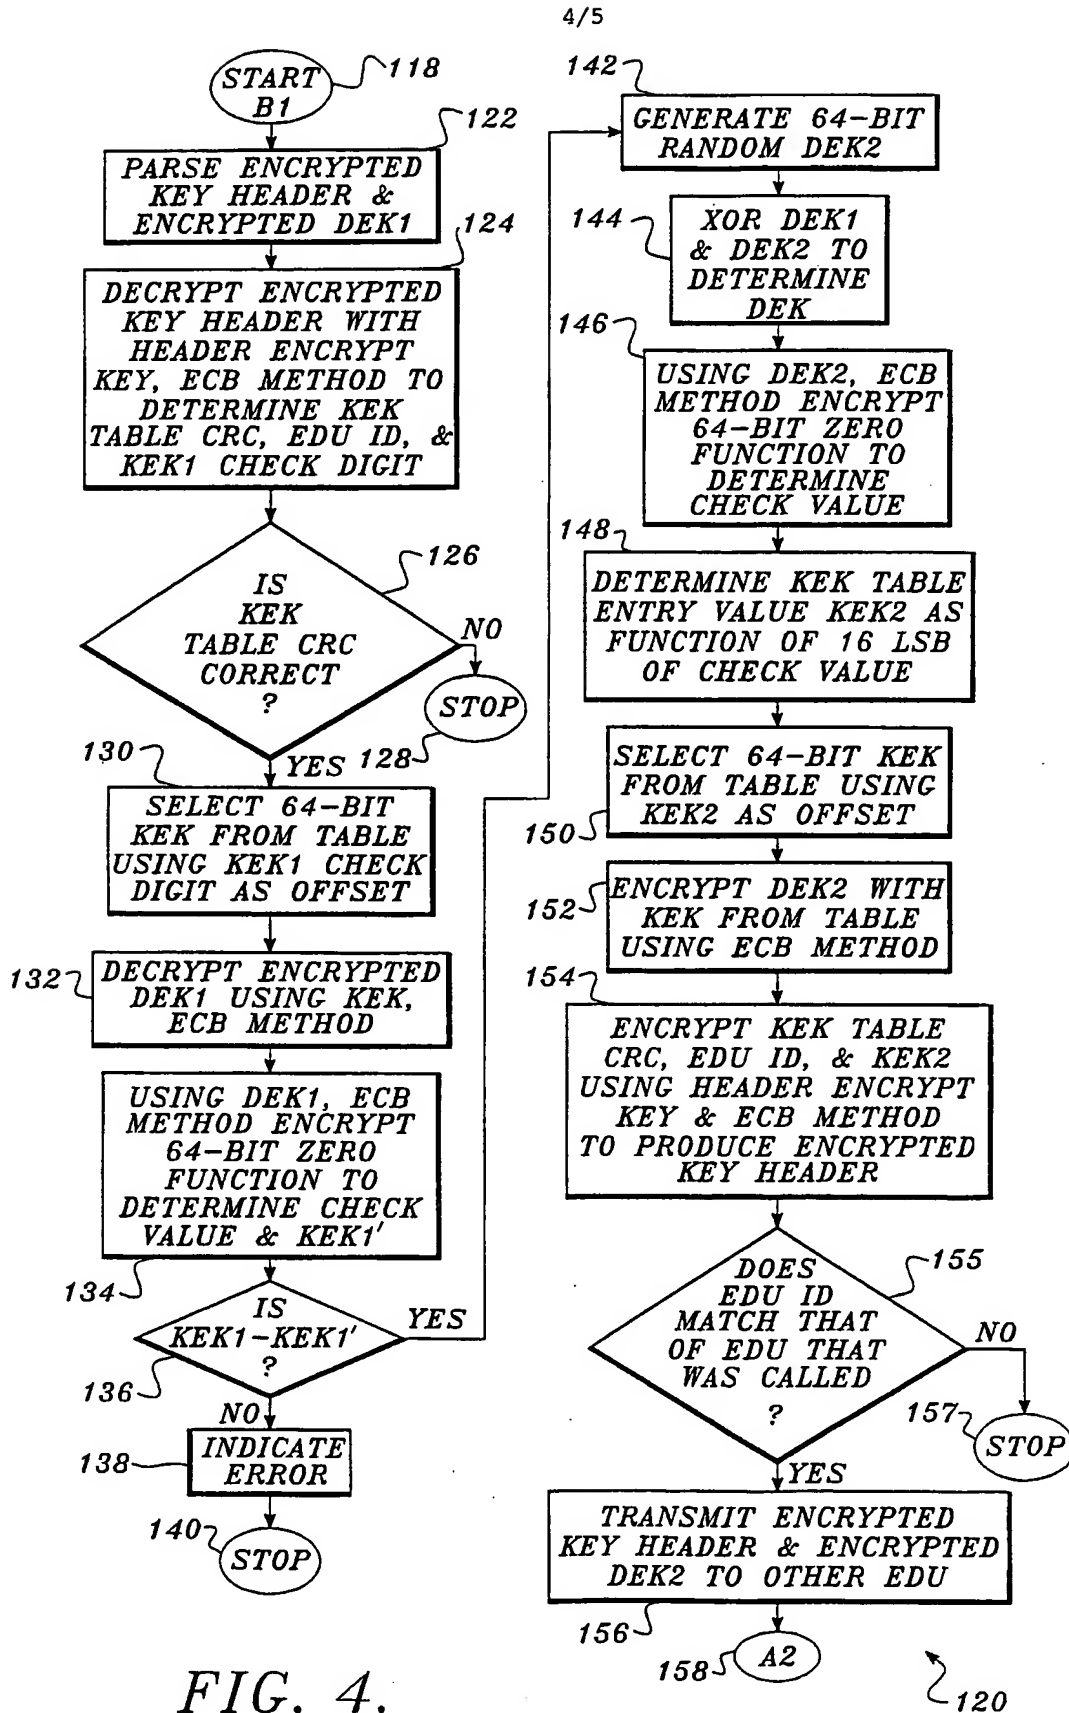 4/5
START
B1
118
122
PARSE ENCRYPTED
KEY HEADER &
ENCRYPTED DEK1
124
DECRYPT ENCRYPTED
KEY HEADER WITH
HEADER ENCRYPT
KEY, ECB METHOD TO
DETERMINE KEK
TABLE CRC, EDU ID, &
KEK1 CHECK DIGIT
126
IS
KEK
TABLE CRC
CORRECT
?
NO
STOP
128
YES
130
SELECT 64-BIT
KEK FROM TABLE
USING KEK1 CHECK
DIGIT AS OFFSET
132
DECRYPT ENCRYPTED
DEK1 USING KEK,
ECB METHOD
USING DEK1, ECB
METHOD ENCRYPT
64-BIT ZERO
FUNCTION TO
DETERMINE CHECK
VALUE & KEK1'
134
IS
KEK1-KEK1'
?
YES
136
NO
138
INDICATE
ERROR
140
STOP
142
GENERATE 64-BIT
RANDOM DEK2
144
XOR DEK1
& DEK2 TO
DETERMINE
DEK
146
USING DEK2, ECB
METHOD ENCRYPT
64-BIT ZERO
FUNCTION TO
DETERMINE
CHECK VALUE
148
DETERMINE KEK TABLE
ENTRY VALUE KEK2 AS
FUNCTION OF 16 LSB
OF CHECK VALUE
SELECT 64-BIT KEK
FROM TABLE USING
KEK2 AS OFFSET
150
152
ENCRYPT DEK2 WITH
KEK FROM TABLE
USING ECB METHOD
154
ENCRYPT KEK TABLE
CRC, EDU ID, & KEK2
USING HEADER ENCRYPT
KEY & ECB METHOD
TO PRODUCE ENCRYPTED
KEY HEADER
155
DOES
EDU ID
MATCH THAT
OF EDU THAT
WAS CALLED
?
NO
157
STOP
YES
TRANSMIT ENCRYPTED
KEY HEADER & ENCRYPTED
DEK2 TO OTHER EDU
156
158
A2
120
FIG. 4.